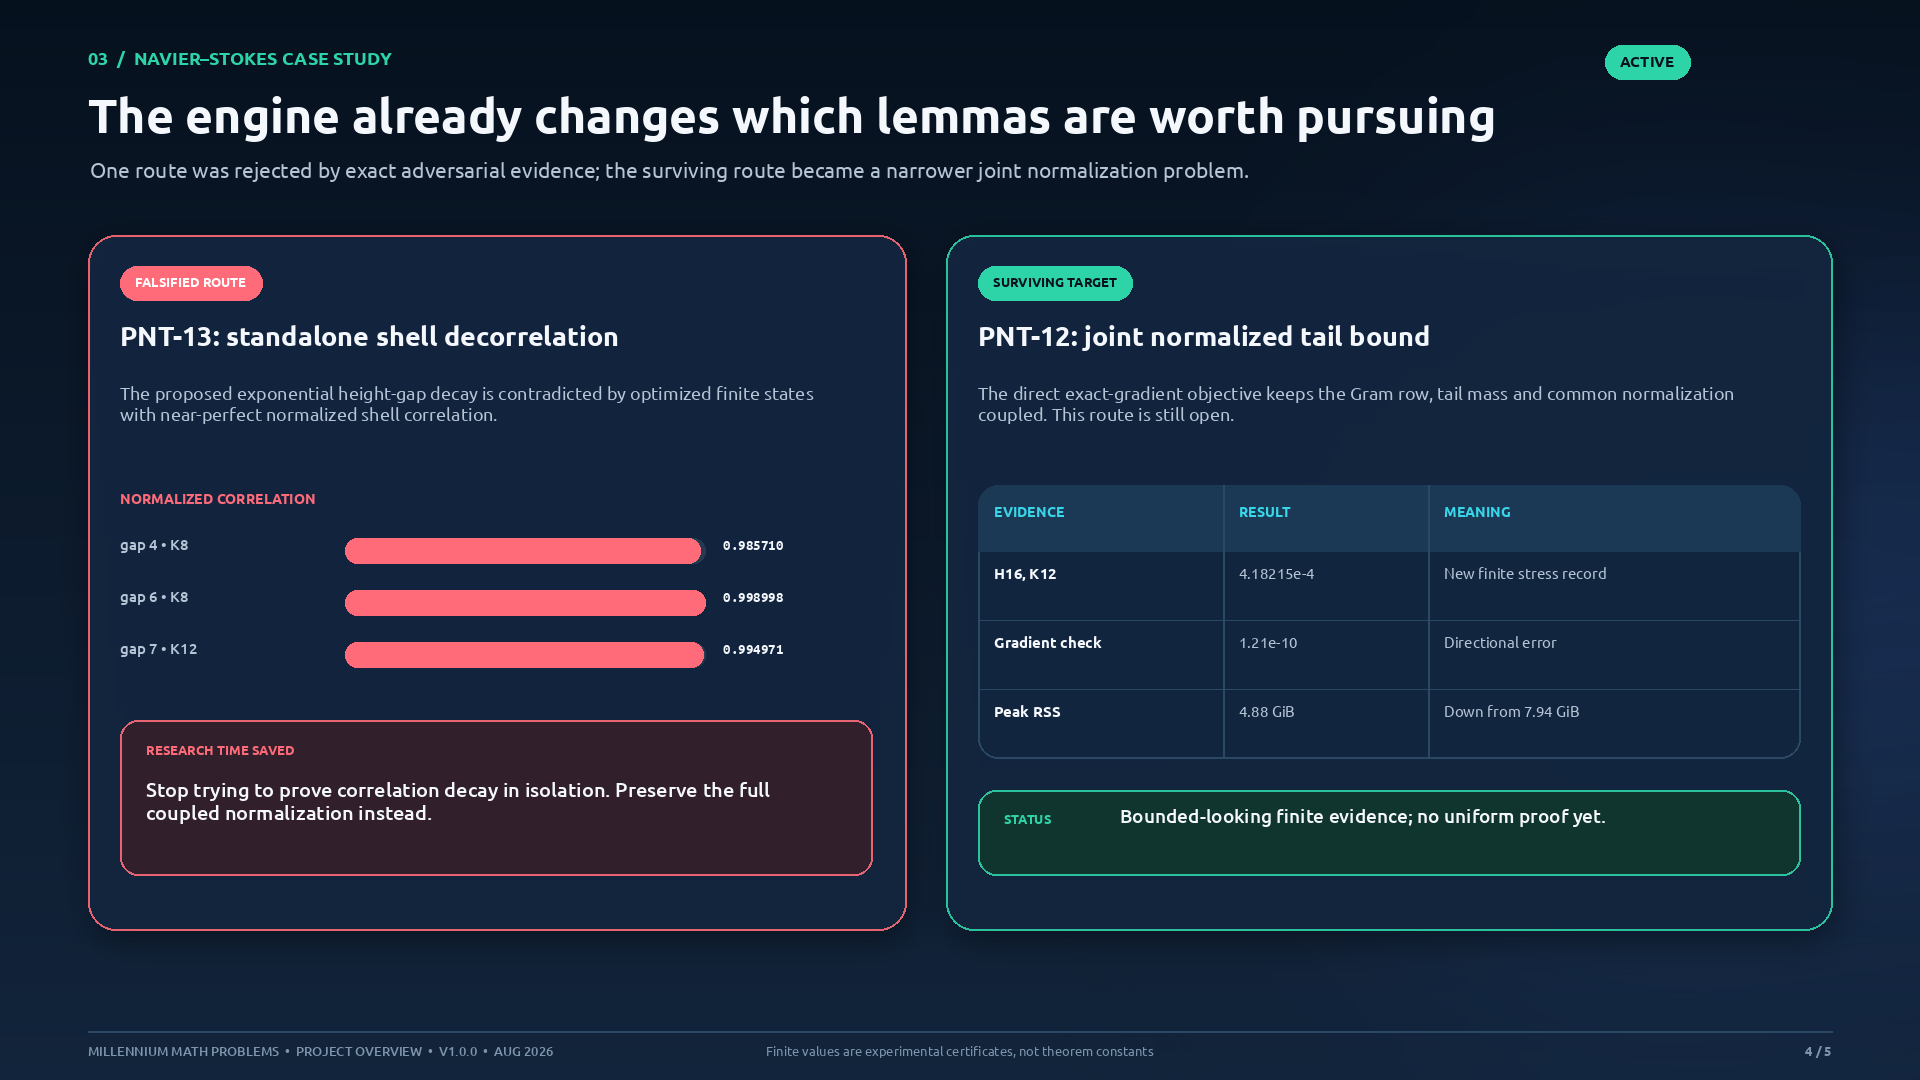 03 / NAVIER–STOKES CASE STUDY
ACTIVE
The engine already changes which lemmas are worth pursuing
One route was rejected by exact adversarial evidence; the surviving route became a narrower joint normalization problem.
FALSIFIED ROUTE
PNT-13: standalone shell decorrelation
The proposed exponential height-gap decay is contradicted by optimized finite states
with near-perfect normalized shell correlation.
NORMALIZED CORRELATION
gap 4 • K8 0.985710
gap 6 • K8 0.998998
gap 7 • K12 0.994971
RESEARCH TIME SAVED
Stop trying to prove correlation decay in isolation. Preserve the full
coupled normalization instead.
SURVIVING TARGET
PNT-12: joint normalized tail bound
The direct exact-gradient objective keeps the Gram row, tail mass and common normalization
coupled. This route is still open.
EVIDENCE RESULT MEANING
H16, K12 4.18215e-4 New finite stress record
Gradient check 1.21e-10 Directional error
Peak RSS 4.88 GiB Down from 7.94 GiB
STATUS Bounded-looking finite evidence; no uniform proof yet.
MILLENNIUM MATH PROBLEMS • PROJECT OVERVIEW • V1.0.0 • AUG 2026
Finite values are experimental certificates, not theorem constants
4 / 5